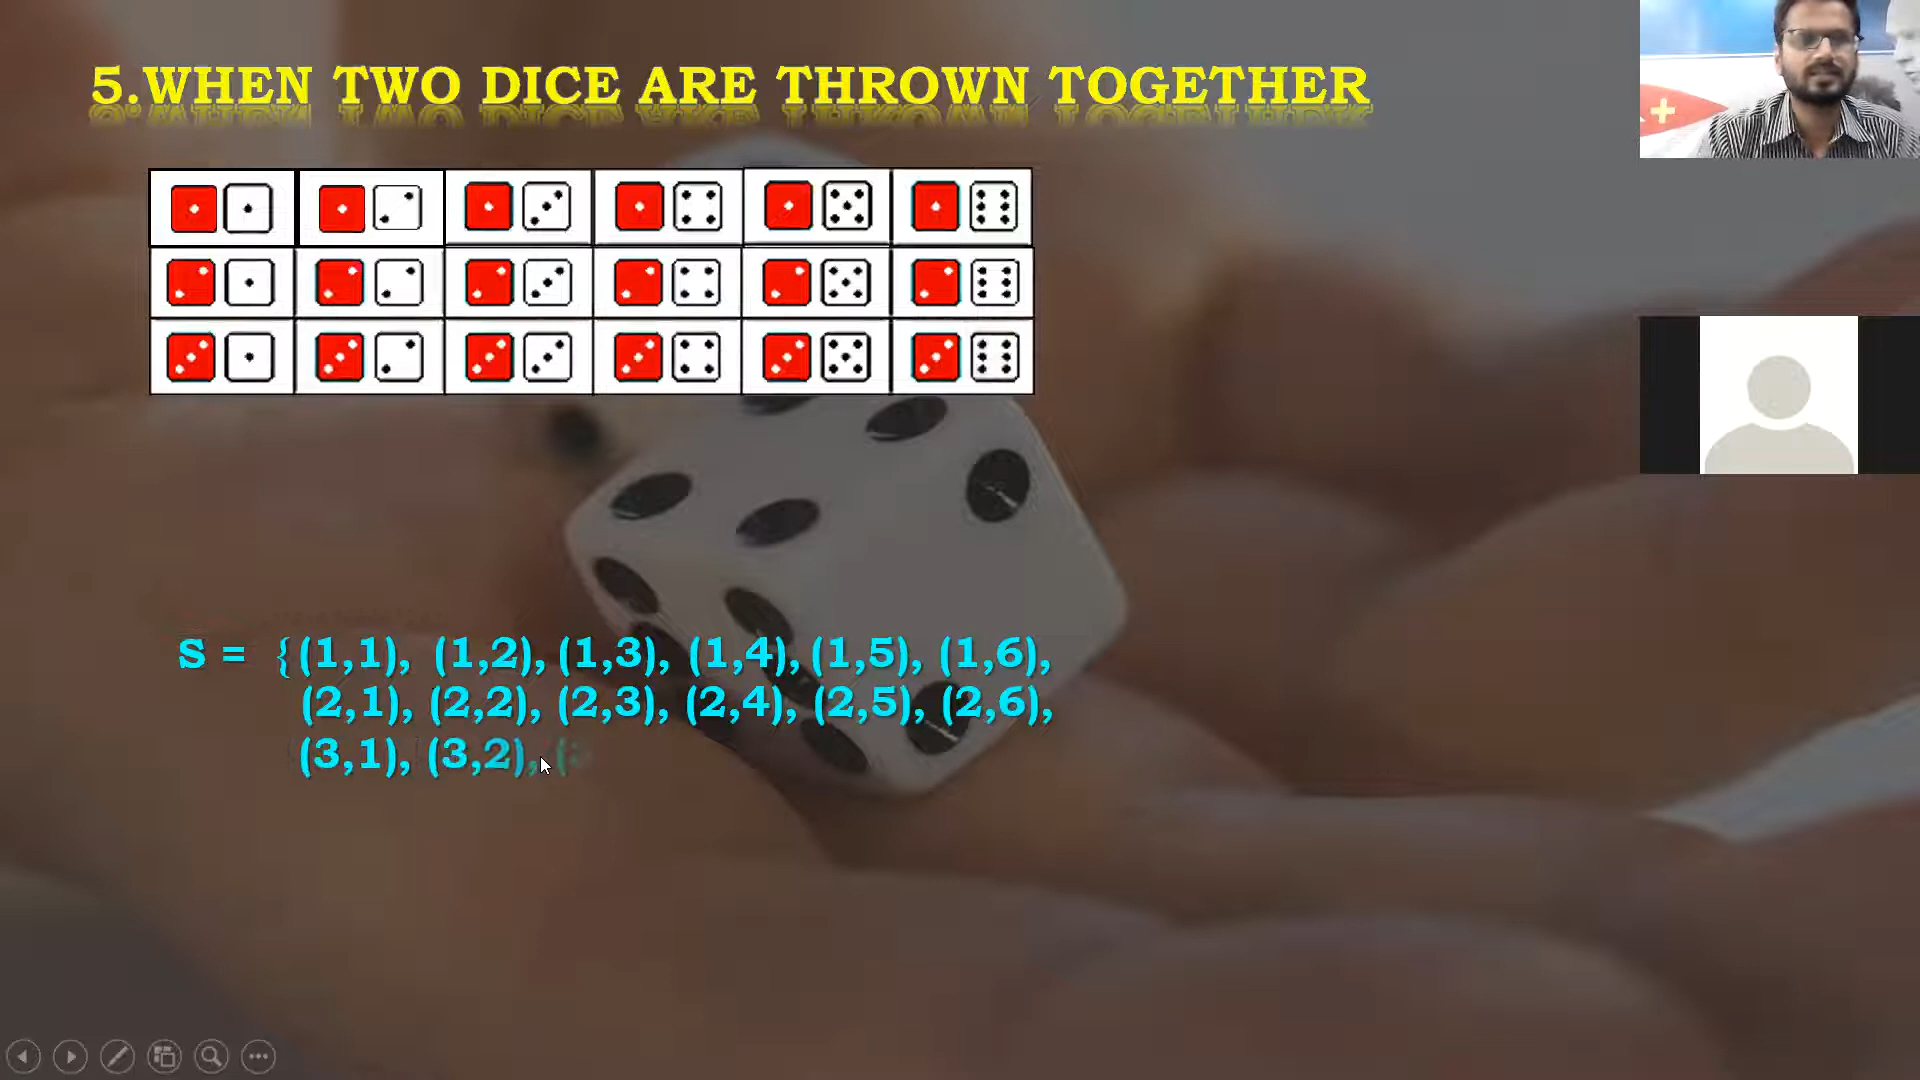 5.WHEN TWO DICE ARE THROWN TOGETHER
S = {(1,1), (1,2), (1,3), (1,4), (1,5), (1,6),
(2,1), (2,2), (2,3), (2,4), (2,5), (2,6),
(3,1), (3,2),